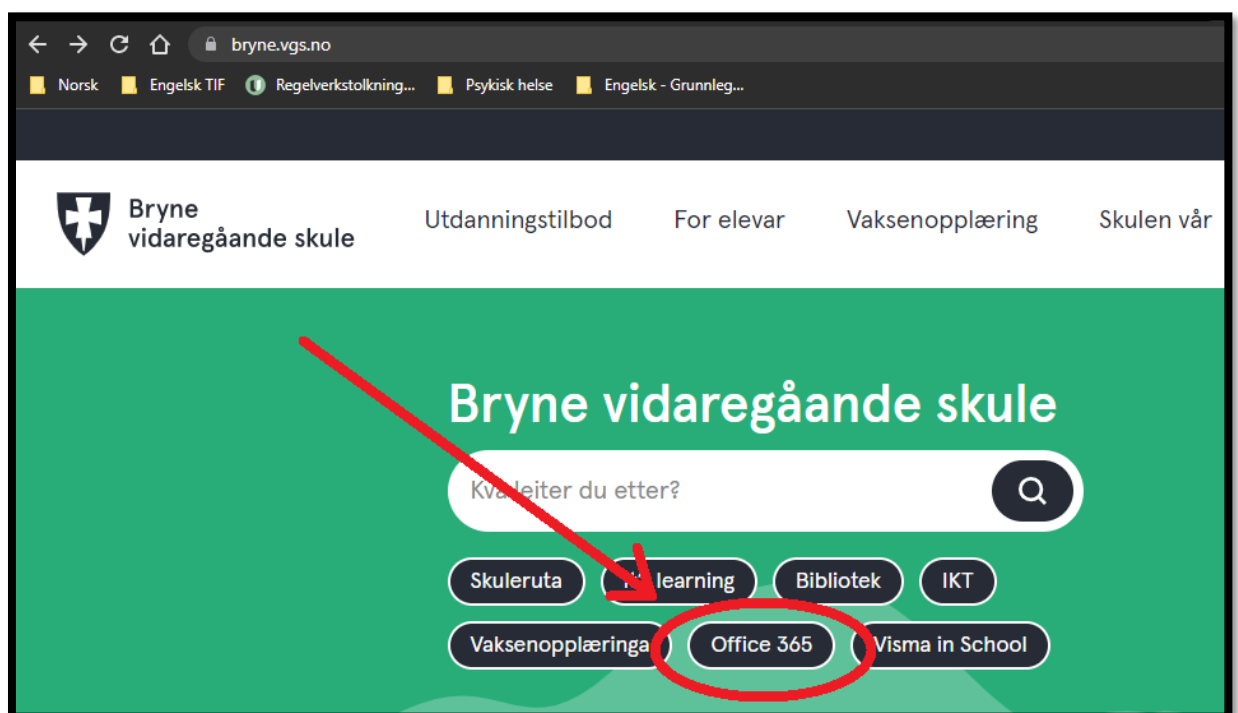 bryne.vgs.no
Norsk Engelsk TIF Regelverkstolkning... Psykisk helse Engelsk - Grunnleg...
Bryne
vidaregåande skule
Utdanningstilbod For elevar Vaksenopplæring Skulen vår
Bryne vidaregåande skule
Kva leiter du etter?
Skuleruta learning Bibliotek IKT
Vaksenopplæringa Office 365 Visma in School